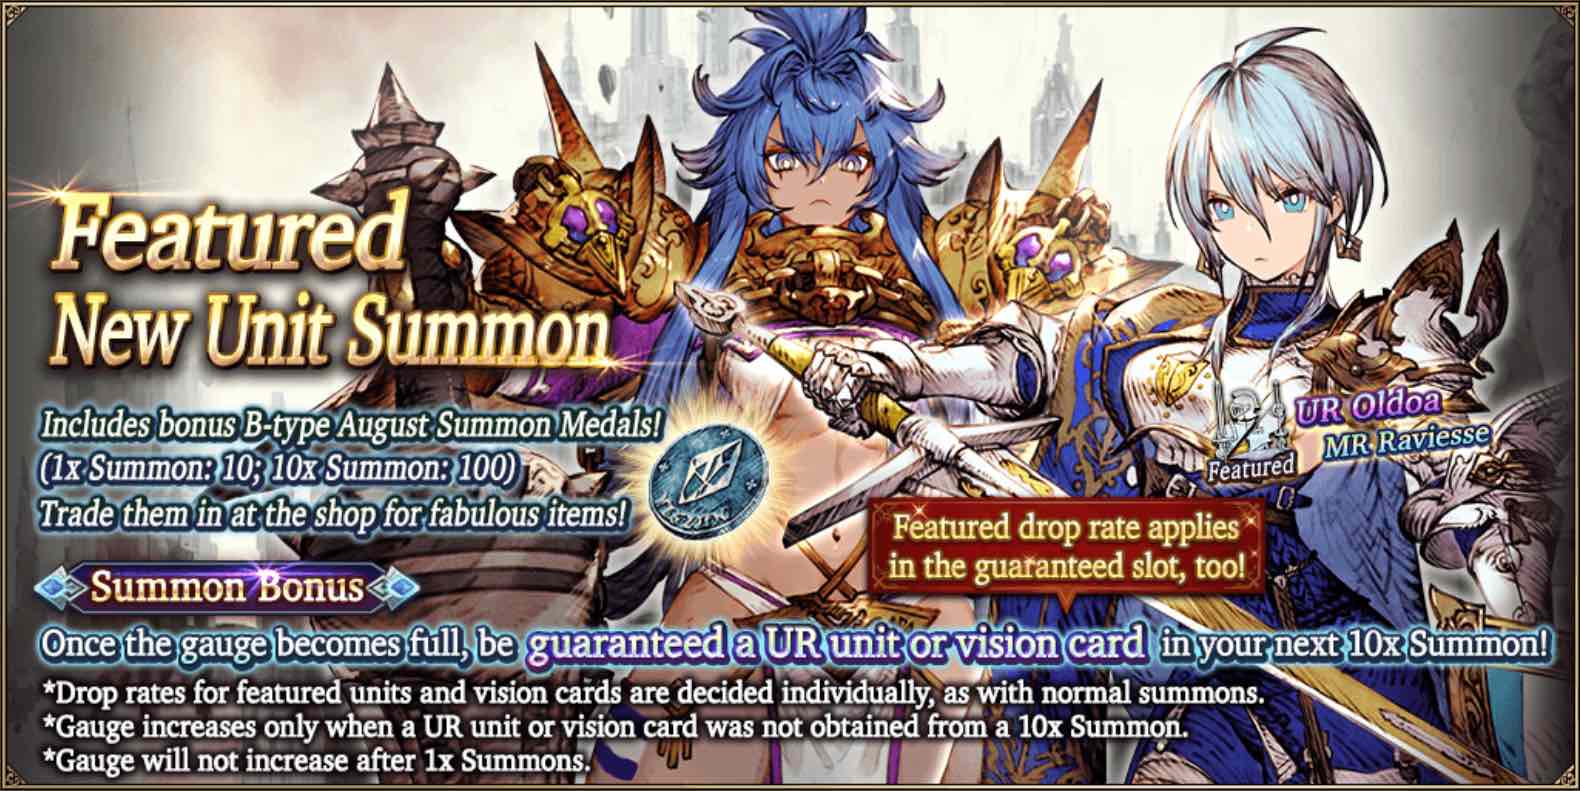 Featured
New Unit Summon
Includes bonus B-type August Summon Medals!
(1x Summon: 10; 10x Summon: 100)
Trade them in at the shop for fabulous items!
2
Featured
UR Oldoa
MR Raviesse
Featured drop rate applies
in the guaranteed slot, too!
Summon Bonus
Once the gauge becomes full, be guaranteed a UR unit or vision card in your next 10x Summon!
*Drop rates for featured units and vision cards are decided individually, as with normal summons.
*Gauge increases only when a UR unit or vision card was not obtained from a 10x Summon.
*Gauge will not increase after 1x Summons.